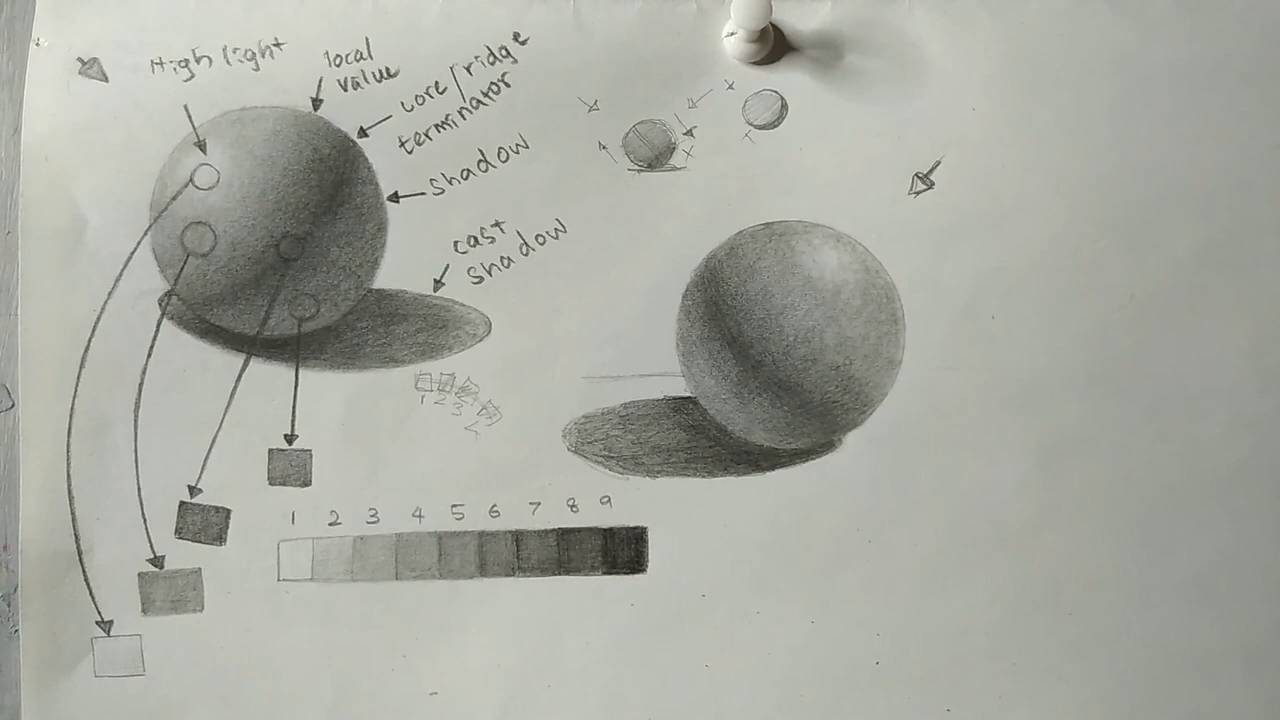 High light
local
value
core/ridge
terminator
shadow
cast
shadow
1 2 3 4
1 2 3 4 5 6 7 8 9